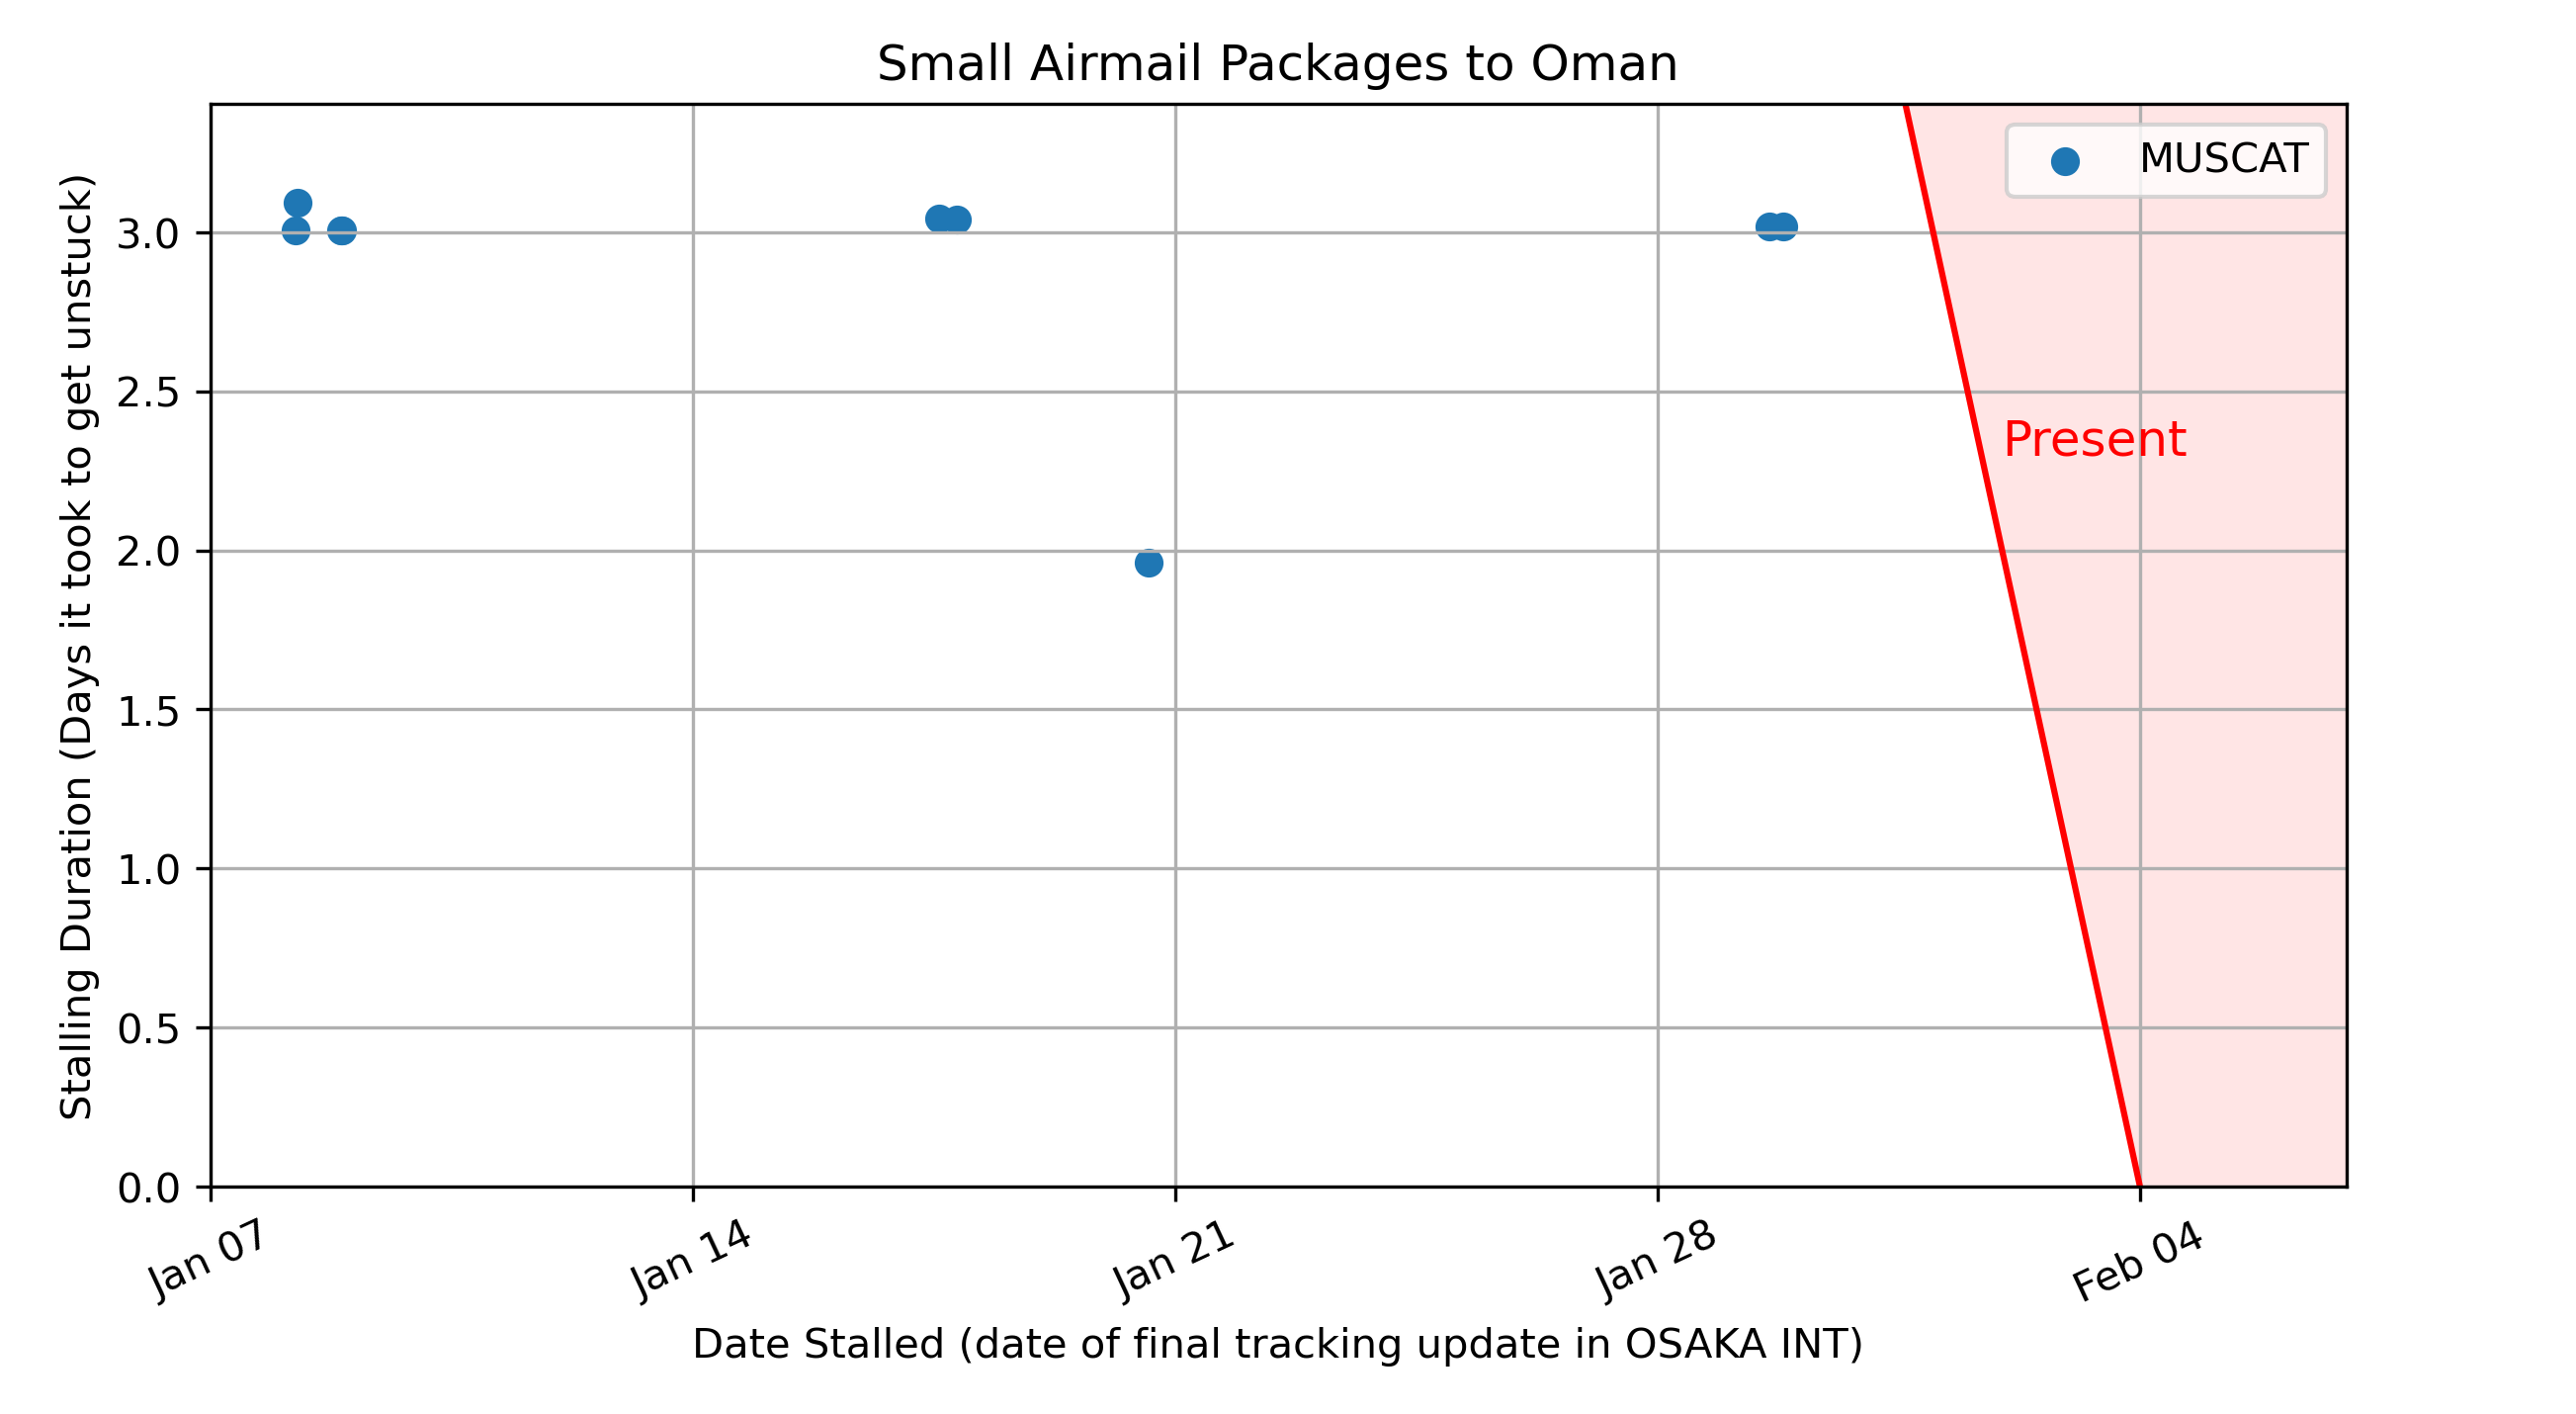 Small Airmail Packages to Oman
MUSCAT
Present
Stalling Duration (Days it took to get unstuck)
3.0
2.5
2.0
1.5
1.0
0.5
0.0
Jan 07
Jan 14
Jan 21
Jan 28
Feb 04
Date Stalled (date of final tracking update in OSAKA INT)